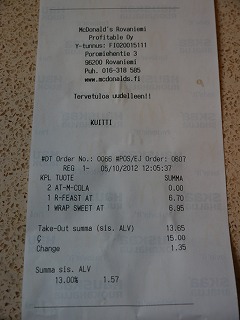 McDonald's Rovaniemi
Profitable Oy
Y-tunnus: FI020015111
Poromiehentie 3
96200 Rovaniemi
Puh. 016-318 585
www.mcdonalds.fi
Tervetuloa uudelleen!!
KUITTI
#DT Order No.: 0066 #POS/EJ Order: 0607
REG 1- 05/10/2012 12:05:37
KPL TUOTE SUMMA
2 AT-M-COLA 0.00
1 R-FEAST AT 6.70
1 WRAP SWEET AT 6.95
Take-Out summa (sis. ALV) 13.65
Ç 15.00
Change 1.35
Summa sis. ALV
13.00% 1.57